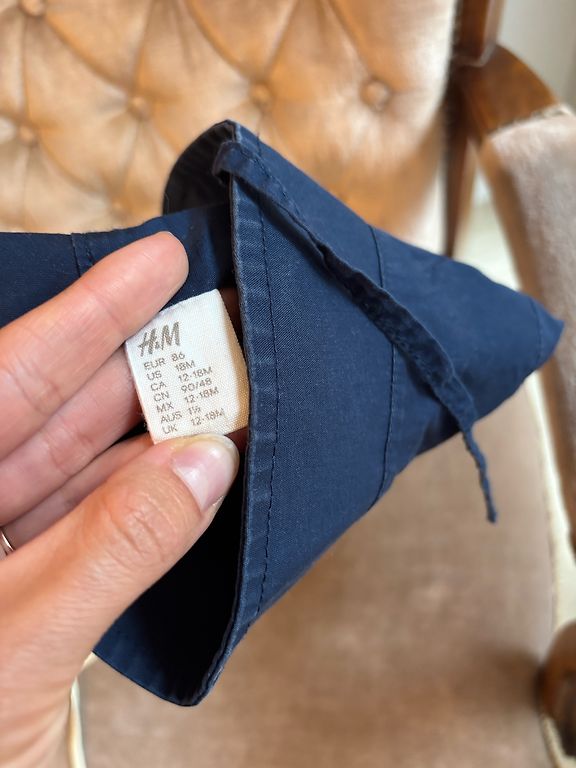 H&M
EUR 86
US 18M
CA 12-18M
CN 90/48
MX 12-18M
AUS 1½
UK 12-18M